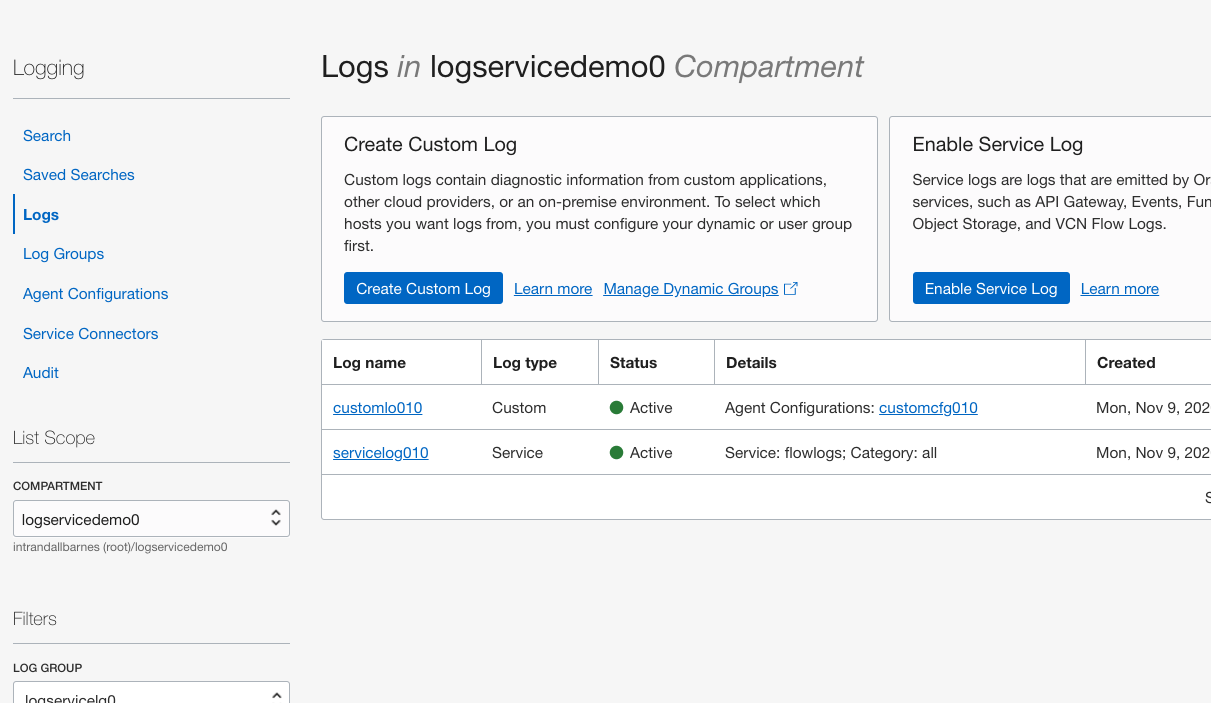 Logging
Search
Saved Searches
Logs
Log Groups
Agent Configurations
Service Connectors
Audit
List Scope
COMPARTMENT
logservicedemo0
intrandallbarnes (root)/logservicedemo0
Filters
LOG GROUP
logservicelg0
Logs in logservicedemo0 Compartment
Create Custom Log
Custom logs contain diagnostic information from custom applications,
other cloud providers, or an on-premise environment. To select which
hosts you want logs from, you must configure your dynamic or user group
first.
Create Custom Log Learn more Manage Dynamic Groups
Enable Service Log
Service logs are logs that are emitted by Or
services, such as API Gateway, Events, Fun
Object Storage, and VCN Flow Logs.
Enable Service Log Learn more
Log name Log type Status Details Created
customlo010 Custom Active Agent Configurations: customcfg010 Mon, Nov 9, 202
servicelog010 Service Active Service: flowlogs; Category: all Mon, Nov 9, 202